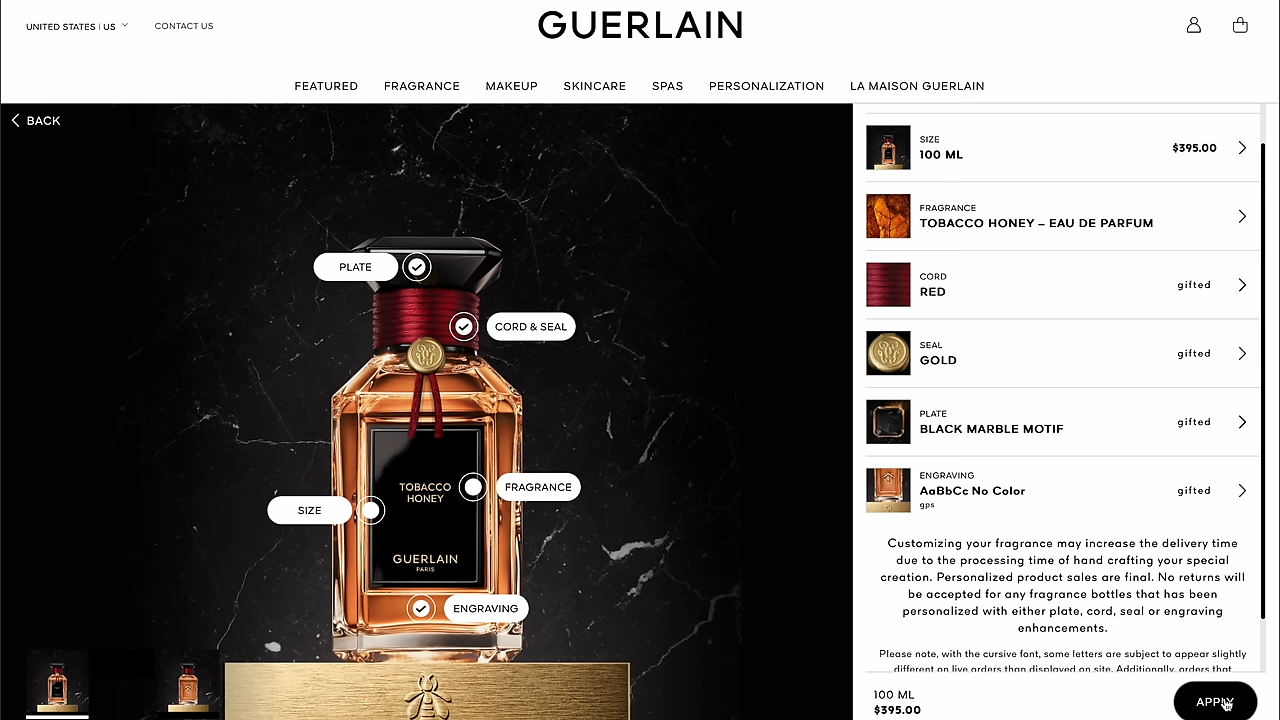 UNITED STATES | US
CONTACT US
GUERLAIN
FEATURED
FRAGRANCE
MAKEUP
SKINCARE
SPAS
PERSONALIZATION
LA MAISON GUERLAIN
BACK
PLATE
CORD & SEAL
TOBACCO
HONEY
FRAGRANCE
SIZE
GUERLAIN
PARIS
ENGRAVING
SIZE
100 ML
$395.00
FRAGRANCE
TOBACCO HONEY – EAU DE PARFUM
CORD
RED
gifted
SEAL
GOLD
gifted
PLATE
BLACK MARBLE MOTIF
ENGRAVING
AaBbCc No Color
gps
gifted
Customizing your fragrance may increase the delivery time
due to the processing time of hand crafting your special
creation. Personalized product sales are final. No returns will
be accepted for any fragrance bottles that has been
personalized with either plate, cord, seal or engraving
enhancements.
Please note, with the cursive font, some letters are subject to appear slightly
different on live orders than displayed on site. Additionally, orders that
100 ML
$395.00
APPLY